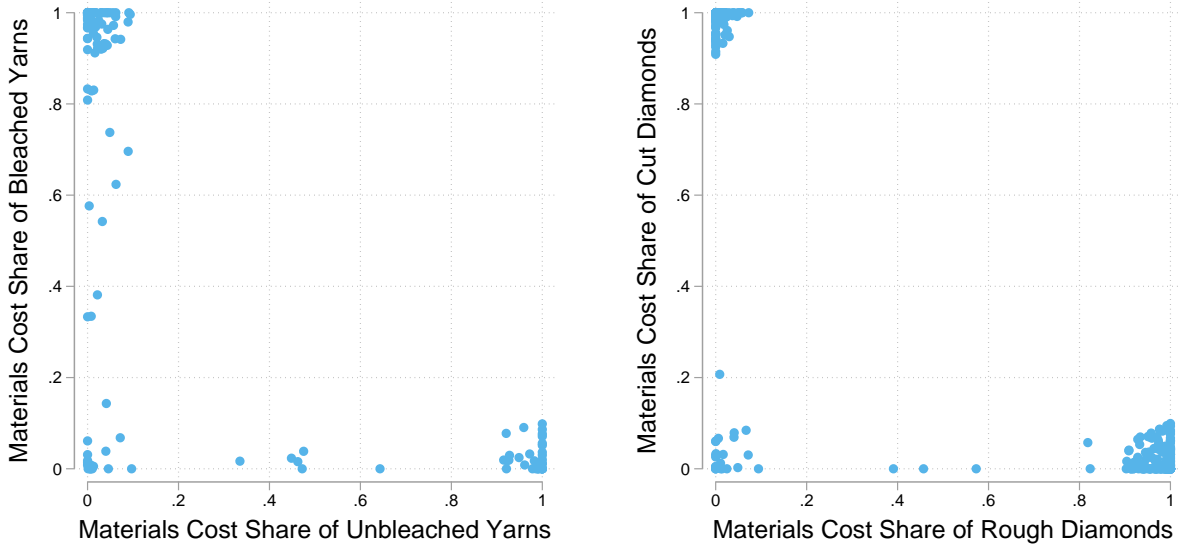 Materials Cost Share of Bleached Yarns
1
.8
.6
.4
.2
0
0 .2 .4 .6 .8 1
Materials Cost Share of Unbleached Yarns
Materials Cost Share of Cut Diamonds
1
.8
.6
.4
.2
0
0 .2 .4 .6 .8 1
Materials Cost Share of Rough Diamonds